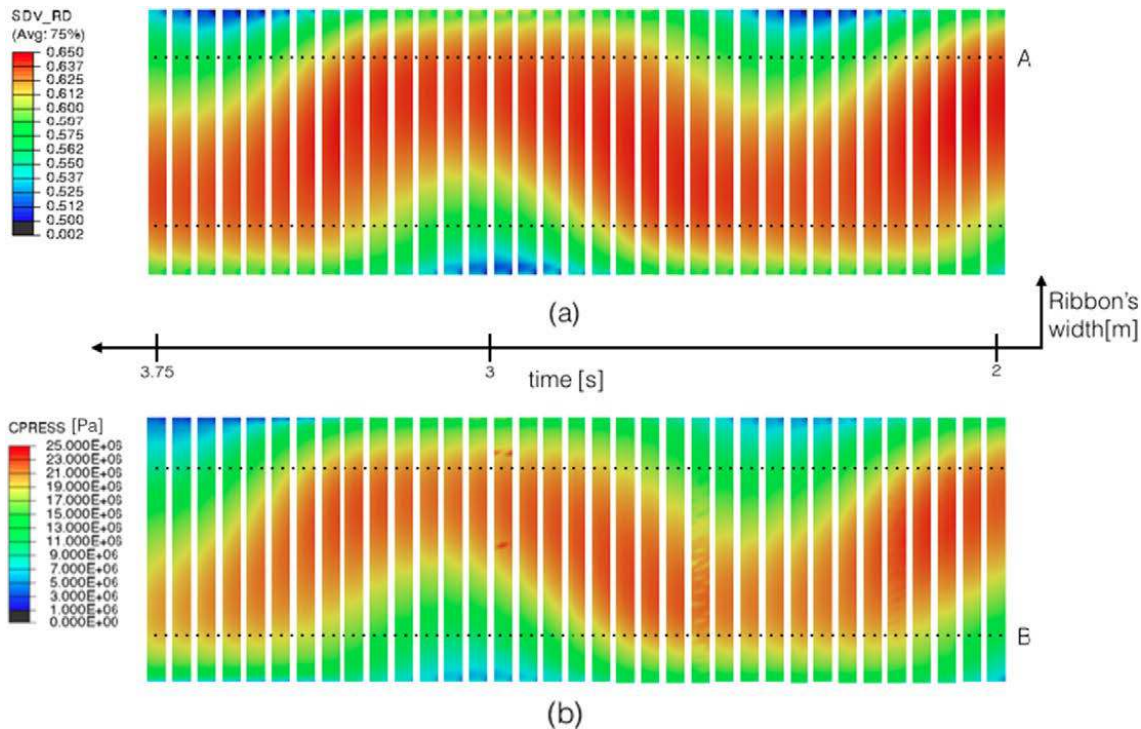 SDV_RD
(Avg: 75%)
0.650
0.637
0.625
0.612
0.600
0.587
0.575
0.562
0.550
0.537
0.525
0.512
0.500
0.002
A
(a)
Ribbon's
width[m]
3.75
3
2
time [s]
CPRESS [Pa]
25.000E+06
23.000E+06
21.000E+06
19.000E+06
17.000E+06
15.000E+06
13.000E+06
11.000E+06
9.000E+06
7.000E+06
5.000E+06
3.000E+06
1.000E+06
0.000E+00
B
(b)